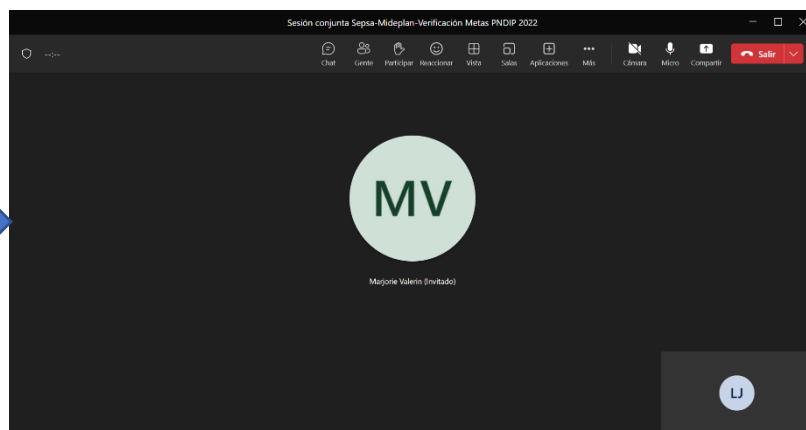 Sesión conjunta Sepsa-Mideplan-Verificación Metas PNDIP 2022
--:--
Chat Gente Participar Reaccionar Vista Salas Aplicaciones Más Cámara Micro Compartir Salir
MV
Marjorie Valerin (Invitado)
LJ